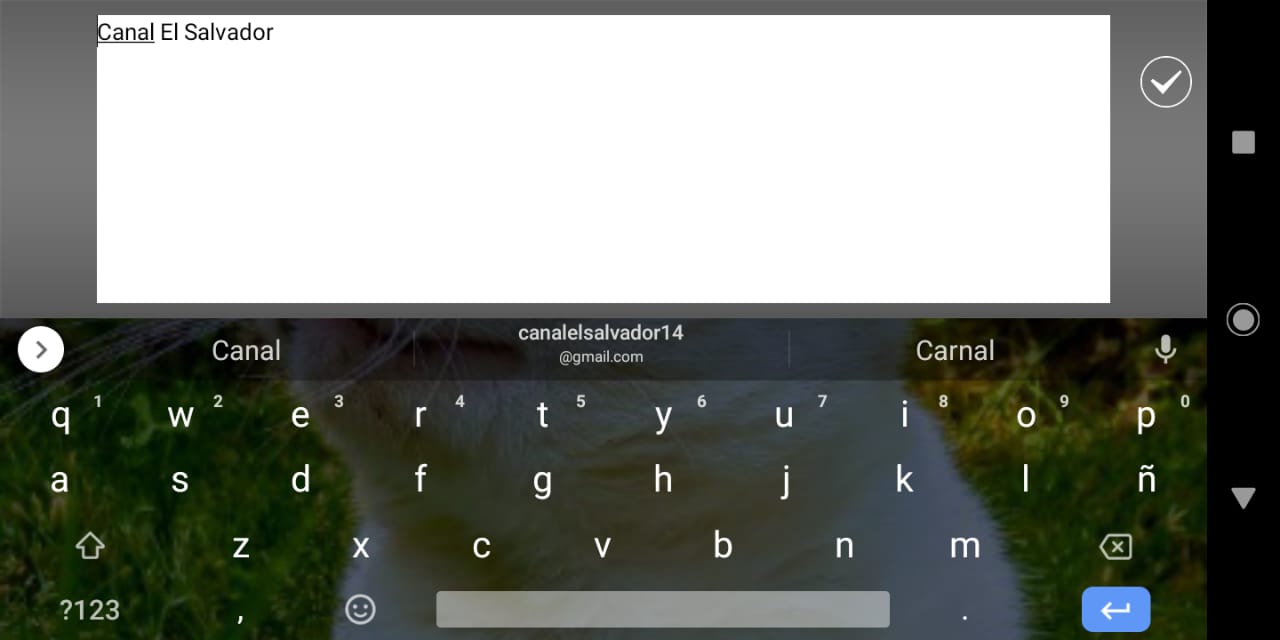 Canal El Salvador
Canal
canalelsalvador14
@gmail.com
Carnal
q 1 w 2 e 3 r 4 t 5 y 6 u 7 i 8 o 9 p 0
a s d f g h j k l ñ
z x c v b n m
?123 , .